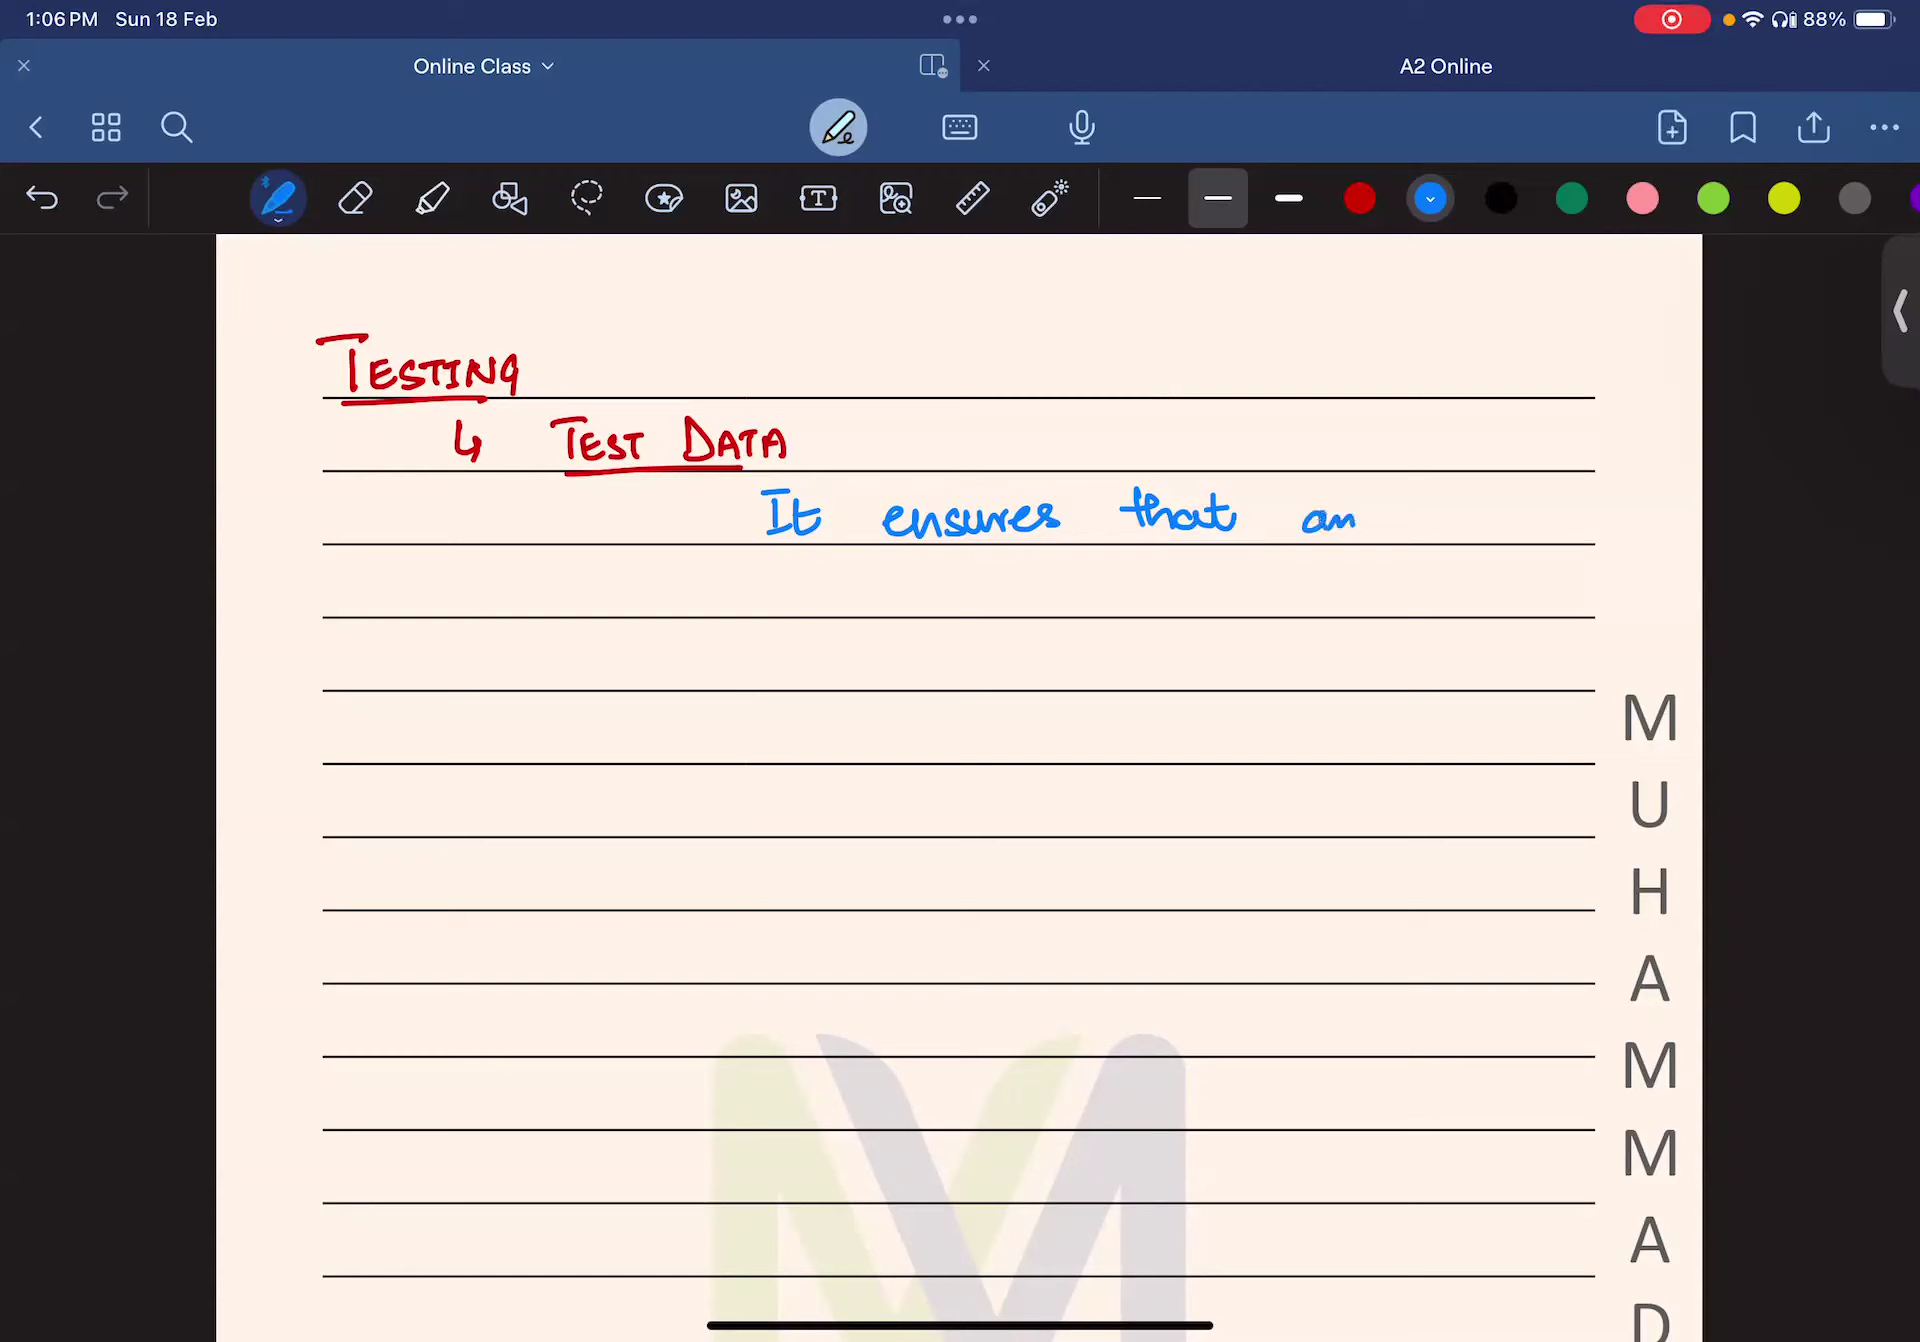 1:06 PM Sun 18 Feb
88%
Online Class
A2 Online
TESTING
↳ TEST DATA
It ensures that an
M
U
H
A
M
M
A
D